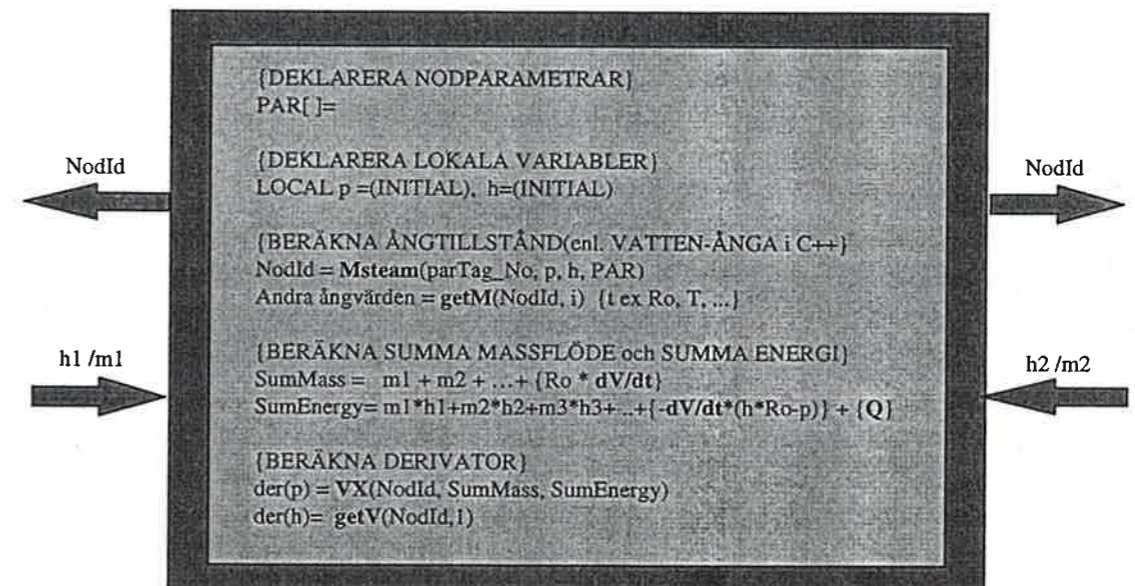 {DEKLARERA NODPARAMETRAR}
PAR[ ]=
{DEKLARERA LOKALA VARIABLER}
LOCAL p =(INITIAL), h=(INITIAL)
{BERÄKNA ÅNGTILLSTÅND(enl. VATTEN-ÅNGA i C++}
NodId = Msteam(parTag_No, p, h, PAR)
Andra ångvärden = getM(NodId, i) {t ex Ro, T, ...}
{BERÄKNA SUMMA MASSFLÖDE och SUMMA ENERGI}
SumMass = m1 + m2 + ...+ {Ro * dV/dt}
SumEnergy= m1*h1+m2*h2+m3*h3+...+{-dV/dt*(h*Ro-p)} + {Q}
{BERÄKNA DERIVATOR}
der(p) = VX(NodId, SumMass, SumEnergy)
der(h)= getV(NodId,1)
NodId
h1 /m1
NodId
h2 /m2